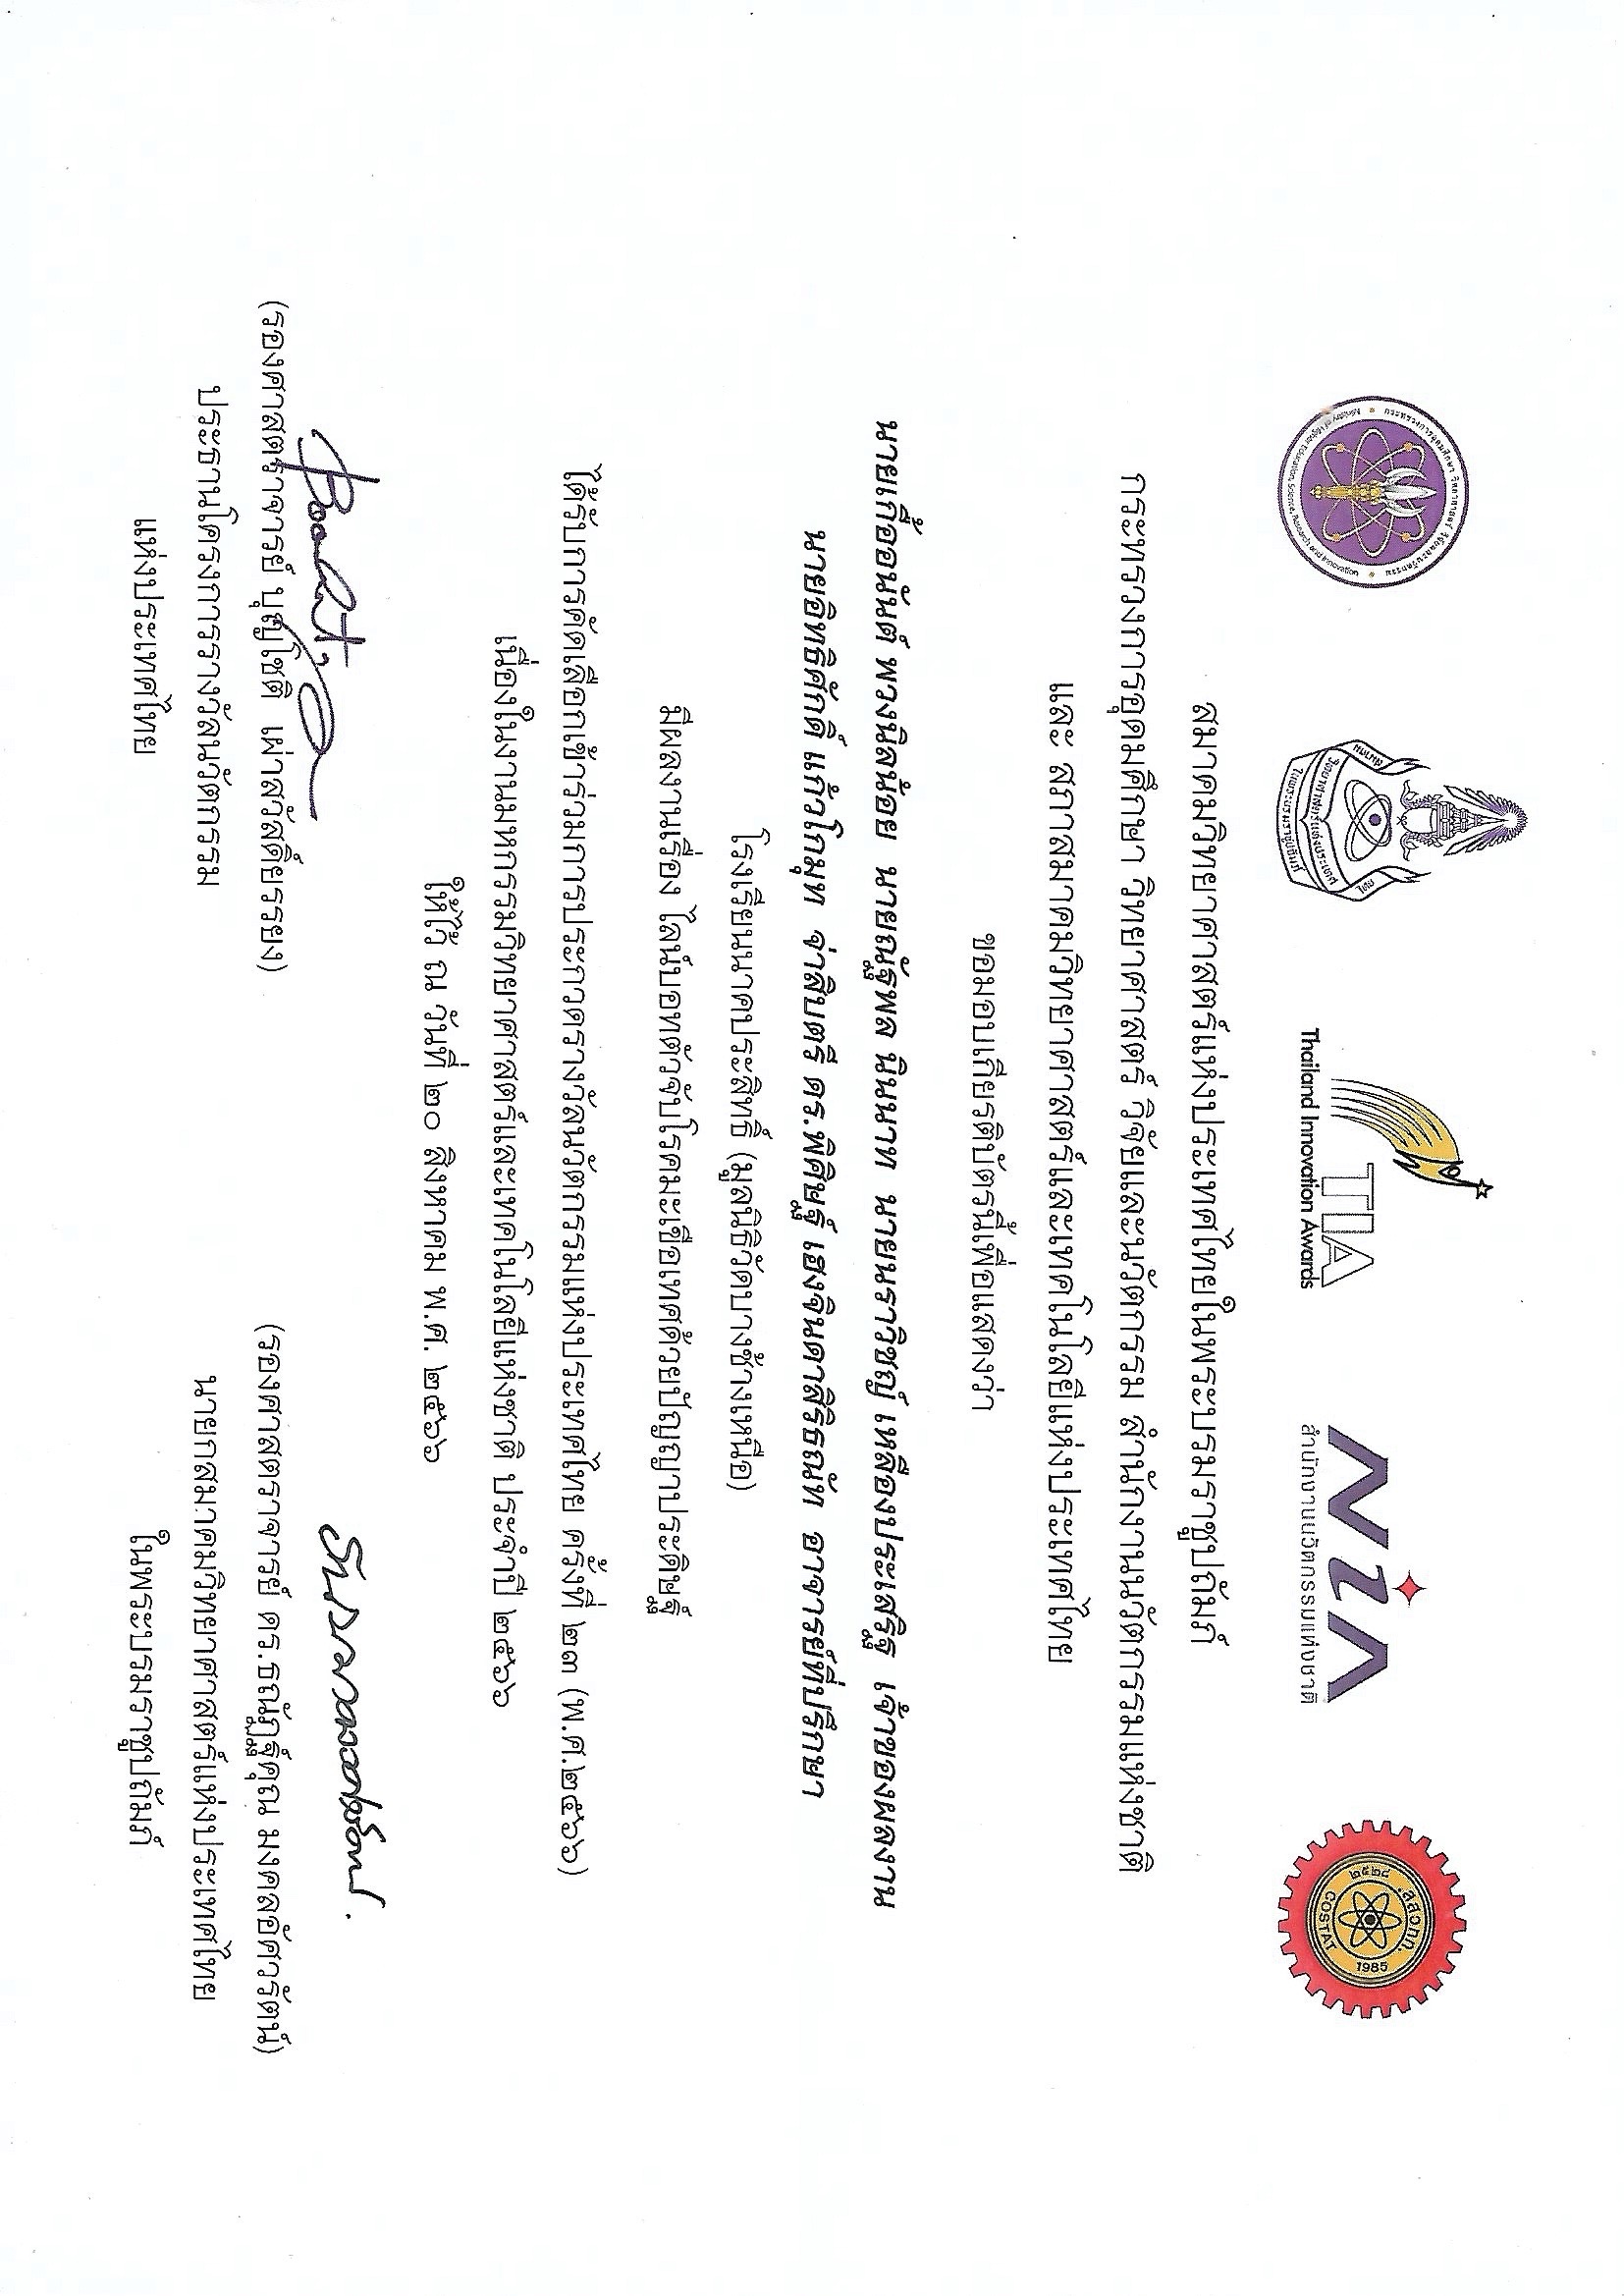 กระทรวงการอุดมศึกษา วิทยาศาสตร์ วิจัยและนวัตกรรม
Ministry of Higher Education, Science, Research and Innovation
สมาคม
วิทยาศาสตร์แห่งประเทศ
ในพระบรมราชูปถัมภ์
TIA
Thailand Innovation Awards
NiA
สำนักงานนวัตกรรมแห่งชาติ
สสวทท.
๒๕๒๘
1985
COSTAT
สมาคมวิทยาศาสตร์แห่งประเทศไทยในพระบรมราชูปถัมภ์
กระทรวงการอุดมศึกษา วิทยาศาสตร์ วิจัยและนวัตกรรม สำนักงานนวัตกรรมแห่งชาติ
และ สภาสมาคมวิทยาศาสตร์และเทคโนโลยีแห่งประเทศไทย
ขอมอบเกียรติบัตรนี้เพื่อแสดงว่า
นายเกื้ออนันต์ พวงนิลน้อย นายณัฐพล นินนาท นายนราวิชญ์ เหลืองประเสริฐ เจ้าของผลงาน
นายอิทธิศักดิ์ แก้วโกมุท จ่าสิบตรี ดร.พิศิษฐ์ เฮงจินดาสิริธณัท อาจารย์ที่ปรึกษา
โรงเรียนนาคประสิทธิ์ (มูลนิธิวัดบางช้างเหนือ)
มีผลงานเรื่อง ไลน์บอทตัวจับโรคมะเขือเทศด้วยปัญญาประดิษฐ์
ได้รับการคัดเลือกเข้าร่วมการประกวดรางวัลนวัตกรรมแห่งประเทศไทย ครั้งที่ ๒๓ (พ.ศ.๒๕๖๖)
เนื่องในงานมหกรรมวิทยาศาสตร์และเทคโนโลยีแห่งชาติ ประจำปี ๒๕๖๖
ให้ไว้ ณ วันที่ ๒๐ สิงหาคม พ.ศ. ๒๕๖๖
(รองศาสตราจารย์ บุญโชติ เผ่าสวัสดิ์ยรรยง)
ประธานโครงการรางวัลนวัตกรรม
แห่งประเทศไทย
(รองศาสตราจารย์ ดร.ธณัฏฐ์คุณ มงคลอัศวรัตน์)
นายกสมาคมวิทยาศาสตร์แห่งประเทศไทย
ในพระบรมราชูปถัมภ์